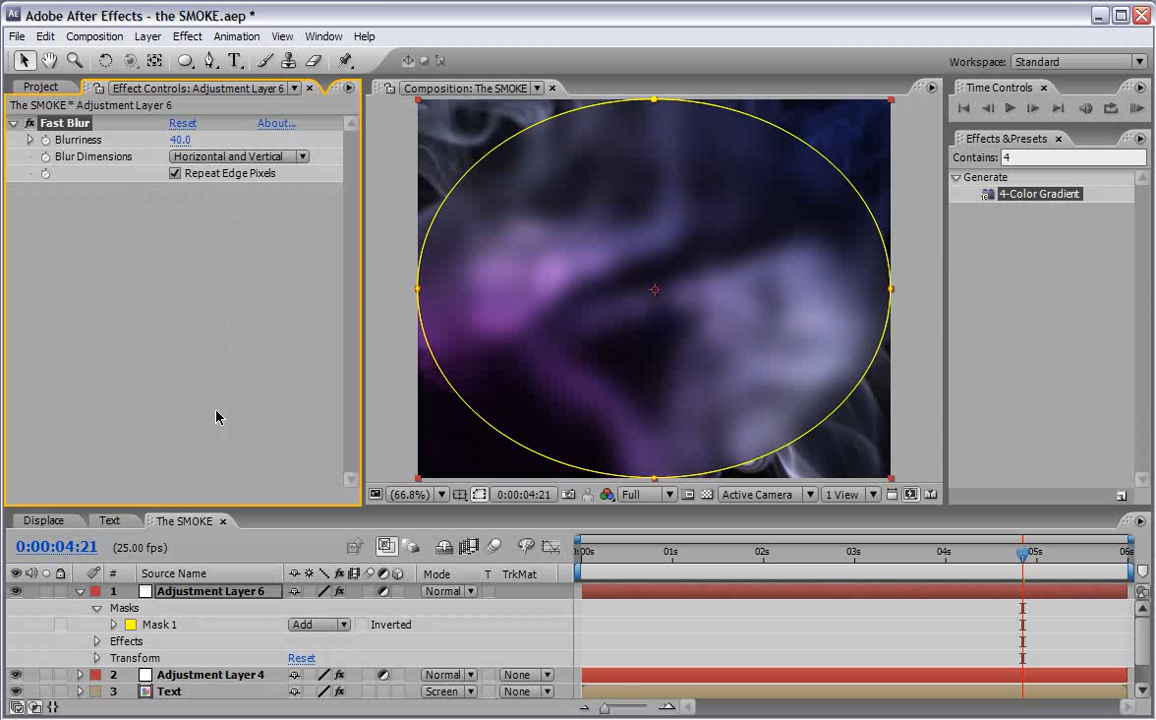 Adobe After Effects - the SMOKE.aep *
File Edit Composition Layer Effect Animation View Window Help
Workspace: Standard
Project Effect Controls: Adjustment Layer 6
Composition: The SMOKE
Time Controls
The SMOKE * Adjustment Layer 6
Fast Blur Reset About...
Blurriness 40.0
Blur Dimensions Horizontal and Vertical
Repeat Edge Pixels
Effects & Presets
Contains: 4
Generate
4-Color Gradient
(66.8%) 0:00:04:21 Full Active Camera 1 View
Displace Text The SMOKE
0:00:04:21 (25.00 fps)
:00s 01s 02s 03s 04s 05s 06s
# Source Name Mode T TrkMat
1 Adjustment Layer 6 Normal
Masks
Mask 1 Add Inverted
Effects
Transform Reset
2 Adjustment Layer 4 Normal None
3 Text Screen None